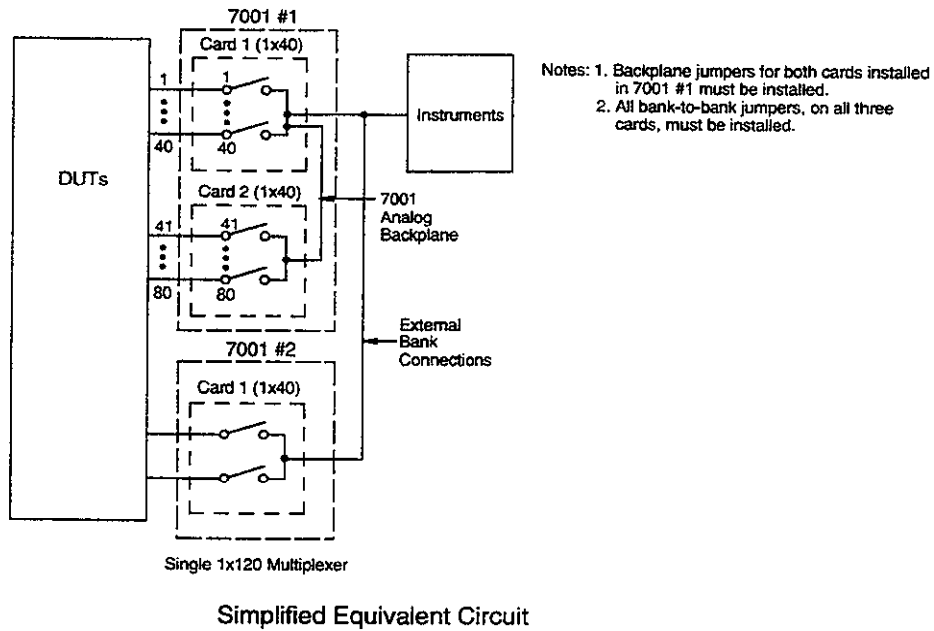 7001 #1
Card 1 (1x40)
1
1
40
40
DUTs
Instruments
Notes: 1. Backplane jumpers for both cards installed
in 7001 #1 must be installed.
2. All bank-to-bank jumpers, on all three
cards, must be installed.
Card 2 (1x40)
7001
Analog
Backplane
41
41
80
80
External
Bank
Connections
7001 #2
Card 1 (1x40)
Single 1x120 Multiplexer
Simplified Equivalent Circuit